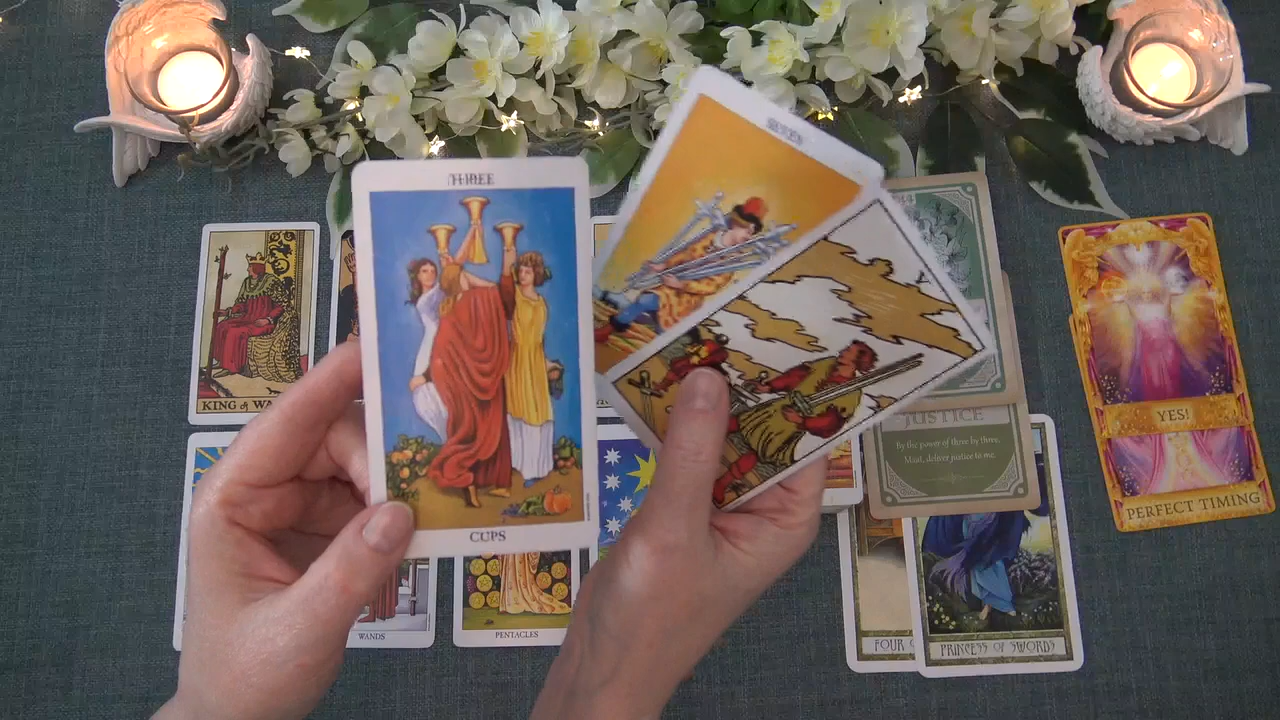 THREE
CUPS
SEVEN
KING of WA
WANDS
PENTACLES
JUSTICE
By the power of three by three,
Maat, deliver justice to me.
FOUR
PRINCESS OF SWORDS
YES!
PERFECT TIMING